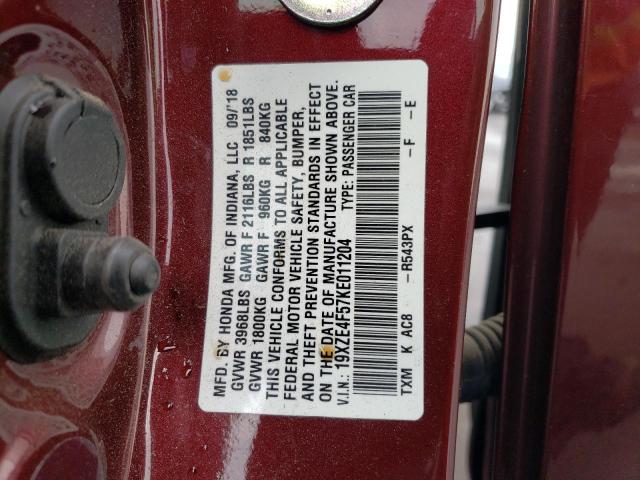 MFD. BY HONDA MFG. OF INDIANA, LLC 09/'18
GVWR 3968LBS GAWR F 2116LBS R 1851LBS
GVWR 1800KG GAWR F 960KG R 840KG
THIS VEHICLE CONFORMS TO ALL APPLICABLE
FEDERAL MOTOR VEHICLE SAFETY, BUMPER,
AND THEFT PREVENTION STANDARDS IN EFFECT
ON THE DATE OF MANUFACTURE SHOWN ABOVE.
V.I.N.: 19XZE4F57KE011204 TYPE: PASSENGER CAR
TXM K AC8 –R543PX –F –E